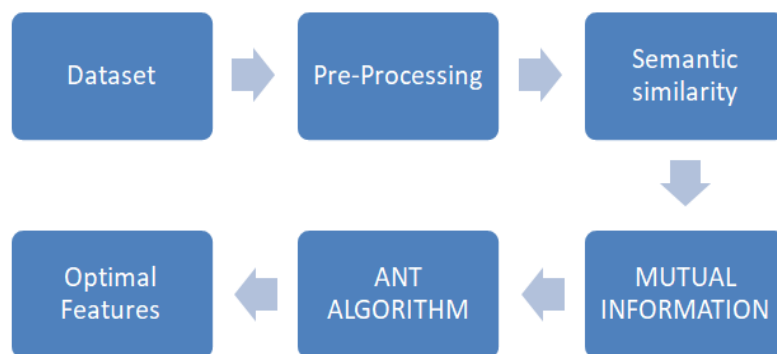 Dataset
Pre-Processing
Semantic
similarity
MUTUAL
INFORMATION
ANT
ALGORITHM
Optimal
Features